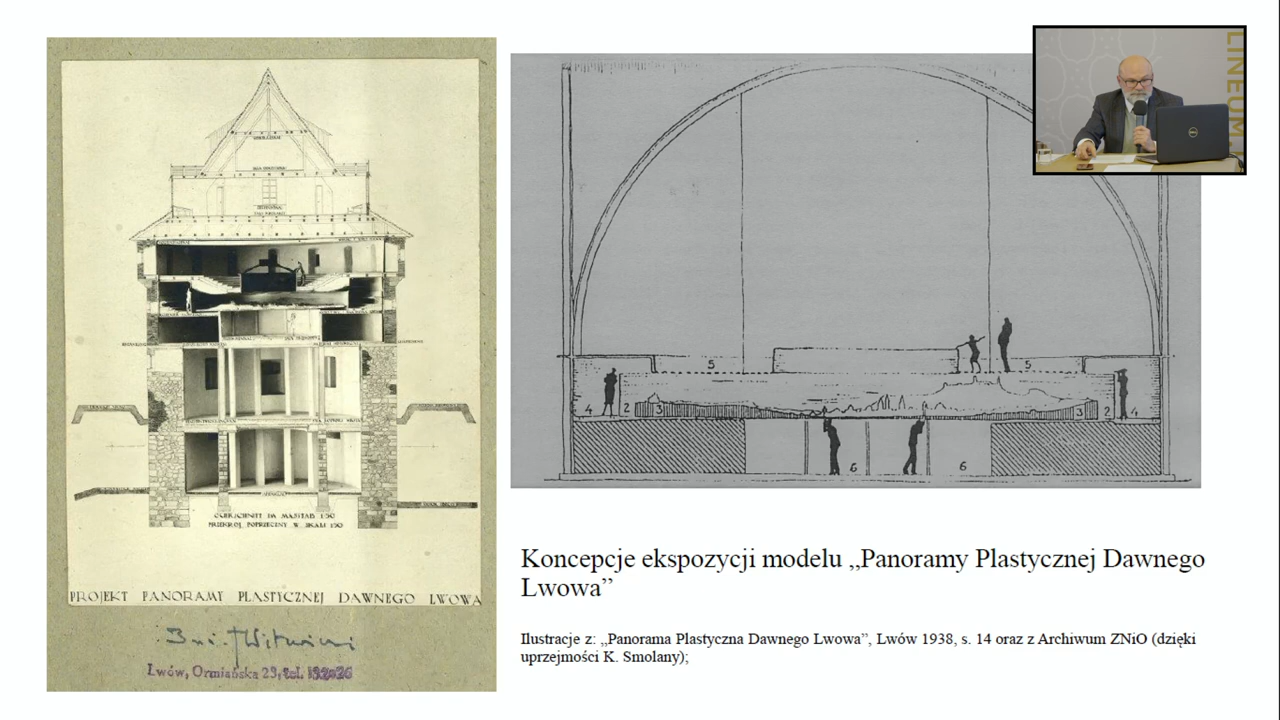 PROJEKT PANORAMY PLASTYCZNEJ DAWNEGO LWOWA
Lwów, Ormiańska 23, tel.
PRZEKRÓJ POPRZECZNY W SKALI 1:50
5
5
4
2
3
3
2
4
6
6
Koncepcje ekspozycji modelu „Panoramy Plastycznej Dawnego
Lwowa”
Ilustracje z: „Panorama Plastyczna Dawnego Lwowa”, Lwów 1938, s. 14 oraz z Archiwum ZNiO (dzięki
uprzejmości K. Smolany);
LINEUM